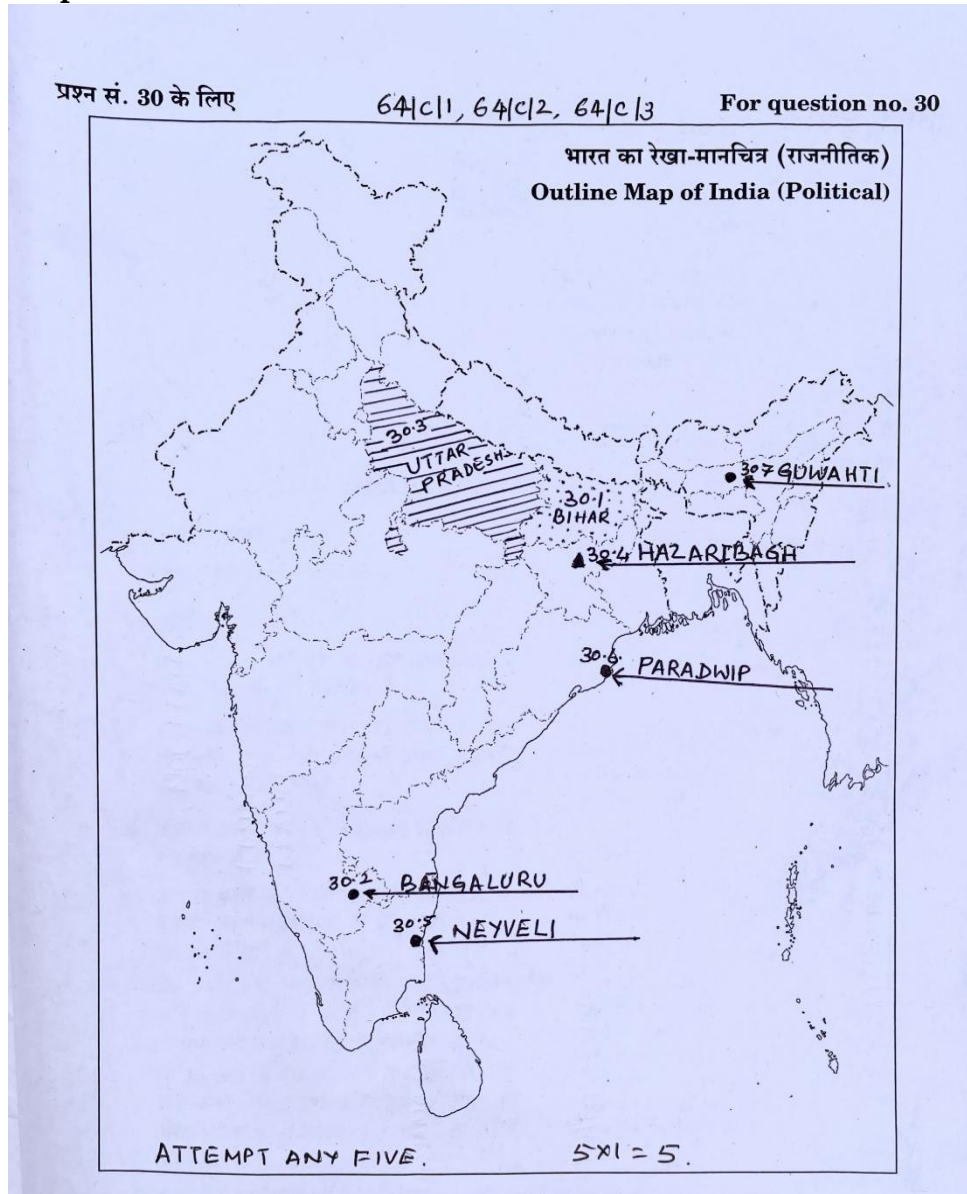 प्रश्न सं. 30 के लिए
64/C/1, 64/C/2, 64/C/3
For question no. 30
भारत का रेखा-मानचित्र (राजनीतिक)
Outline Map of India (Political)
30.3
UTTAR
PRADESH
30.7 GUWAHTI
30.1
BIHAR
30.4 HAZARIBAGH
30.6
PARADWIP
30.2
BANGALURU
30.5
NEYVELI
ATTEMPT ANY FIVE.
5×1 = 5.